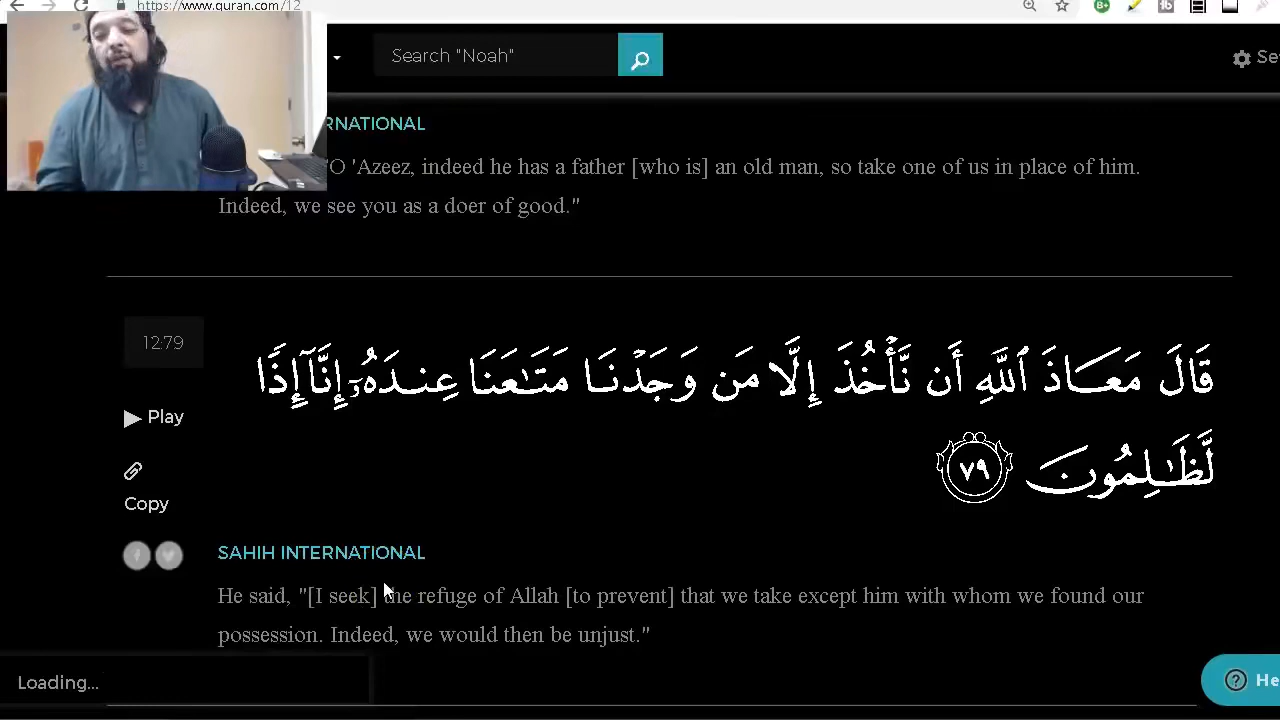 https://www.quran.com/12
Search "Noah"
RNATIONAL
"O 'Azeez, indeed he has a father [who is] an old man, so take one of us in place of him.
Indeed, we see you as a doer of good."
12:79
قَالَ مَعَاذَ ٱللَّهِ أَن نَّأْخُذَ إِلَّا مَن وَجَدْنَا مَتَـٰعَنَا عِندَهُۥٓ إِنَّآ إِذًا
لَّظَـٰلِمُونَ ٧٩
Play
Copy
SAHIH INTERNATIONAL
He said, "[I seek] the refuge of Allah [to prevent] that we take except him with whom we found our
possession. Indeed, we would then be unjust."
Loading...